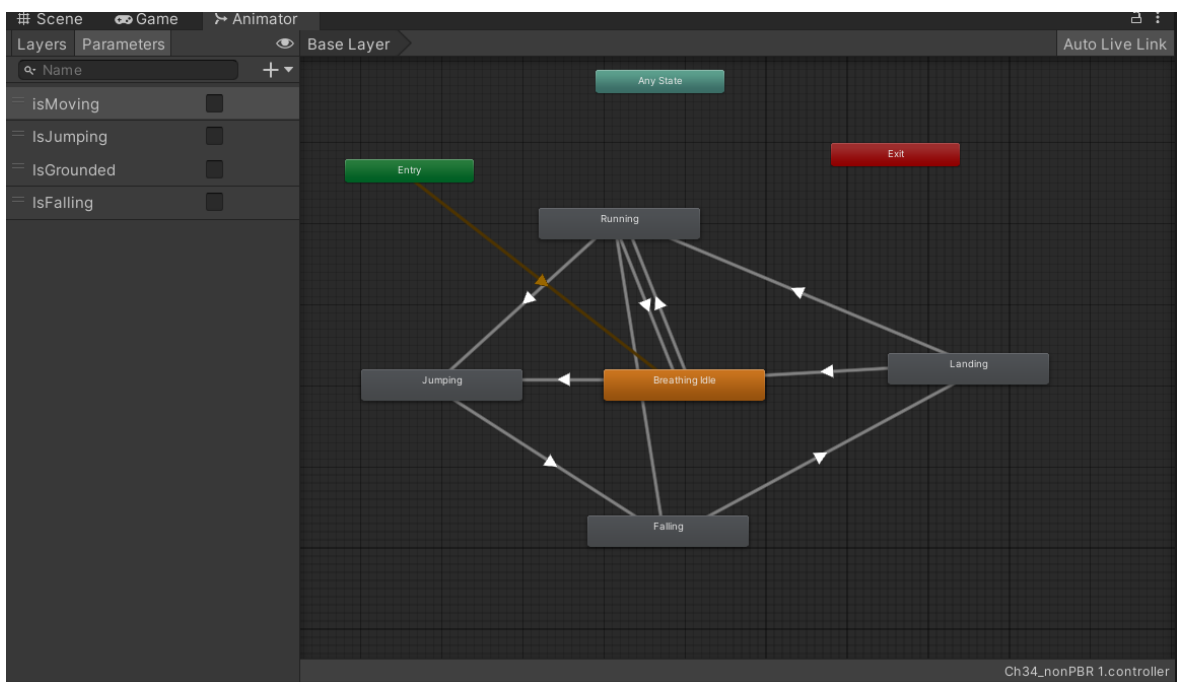 Scene Game Animator
Layers Parameters Base Layer Auto Live Link
Name
isMoving
IsJumping
IsGrounded
IsFalling
Any State
Exit
Entry
Running
Landing
Jumping
Breathing Idle
Falling
Ch34_nonPBR 1.controller